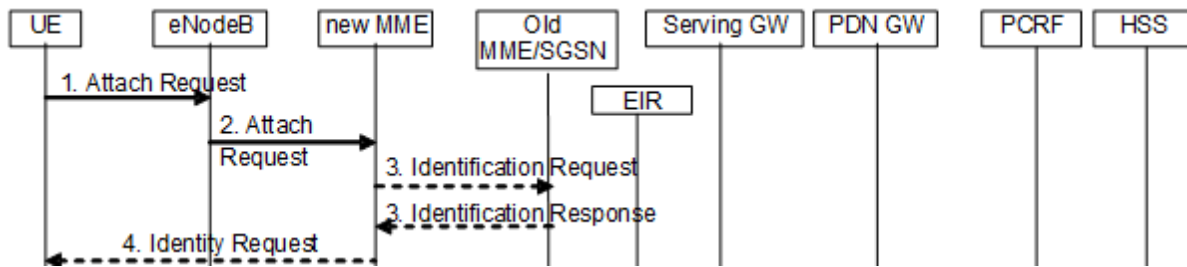 UE
eNodeB
new MME
Old
MME/SGSN
Serving GW
PDN GW
PCRF
HSS
EIR
1. Attach Request
2. Attach
Request
3. Identification Request
3. Identification Response
4. Identity Request